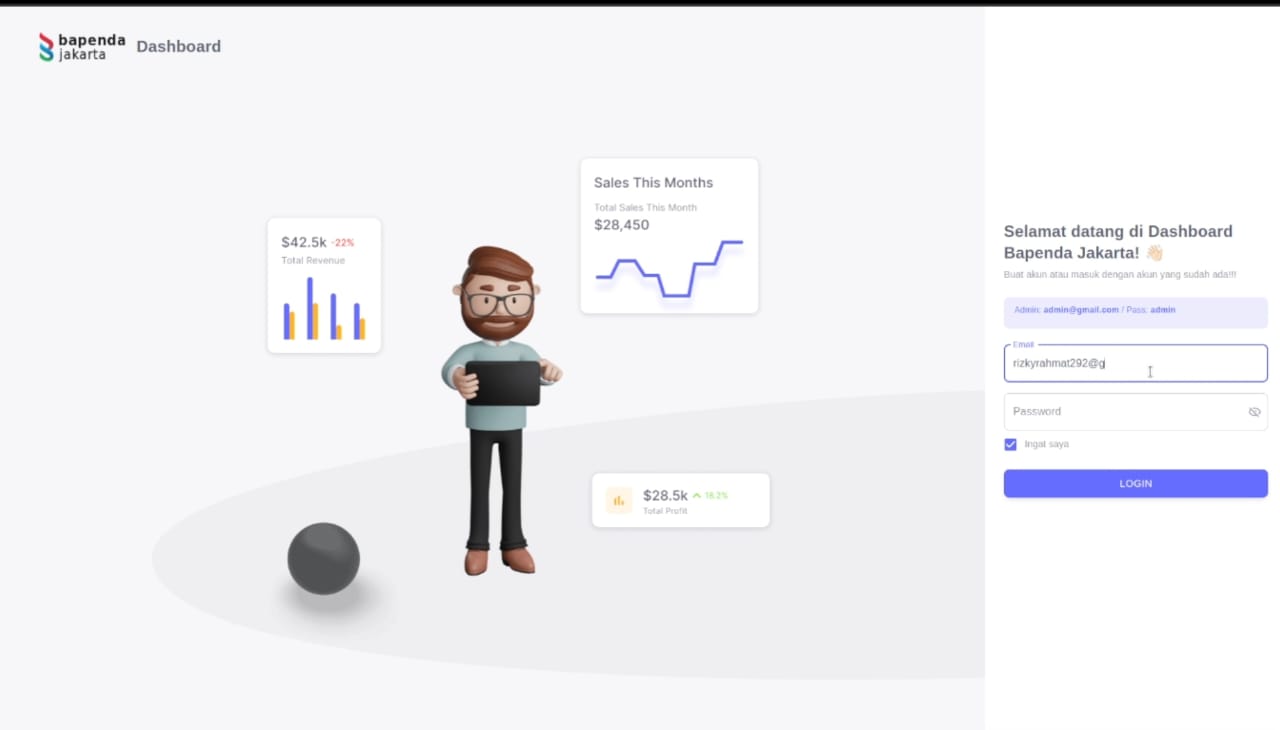 bapenda
jakarta
Dashboard
Sales This Months
Total Sales This Month
$28,450
$42.5k -22%
Total Revenue
$28.5k 18.2%
Total Profit
Selamat datang di Dashboard
Bapenda Jakarta! 👋🏻
Buat akun atau masuk dengan akun yang sudah ada!!!
Admin: admin@gmail.com / Pass: admin
Email
rizkyrahmat292@g
Password
Ingat saya
LOGIN